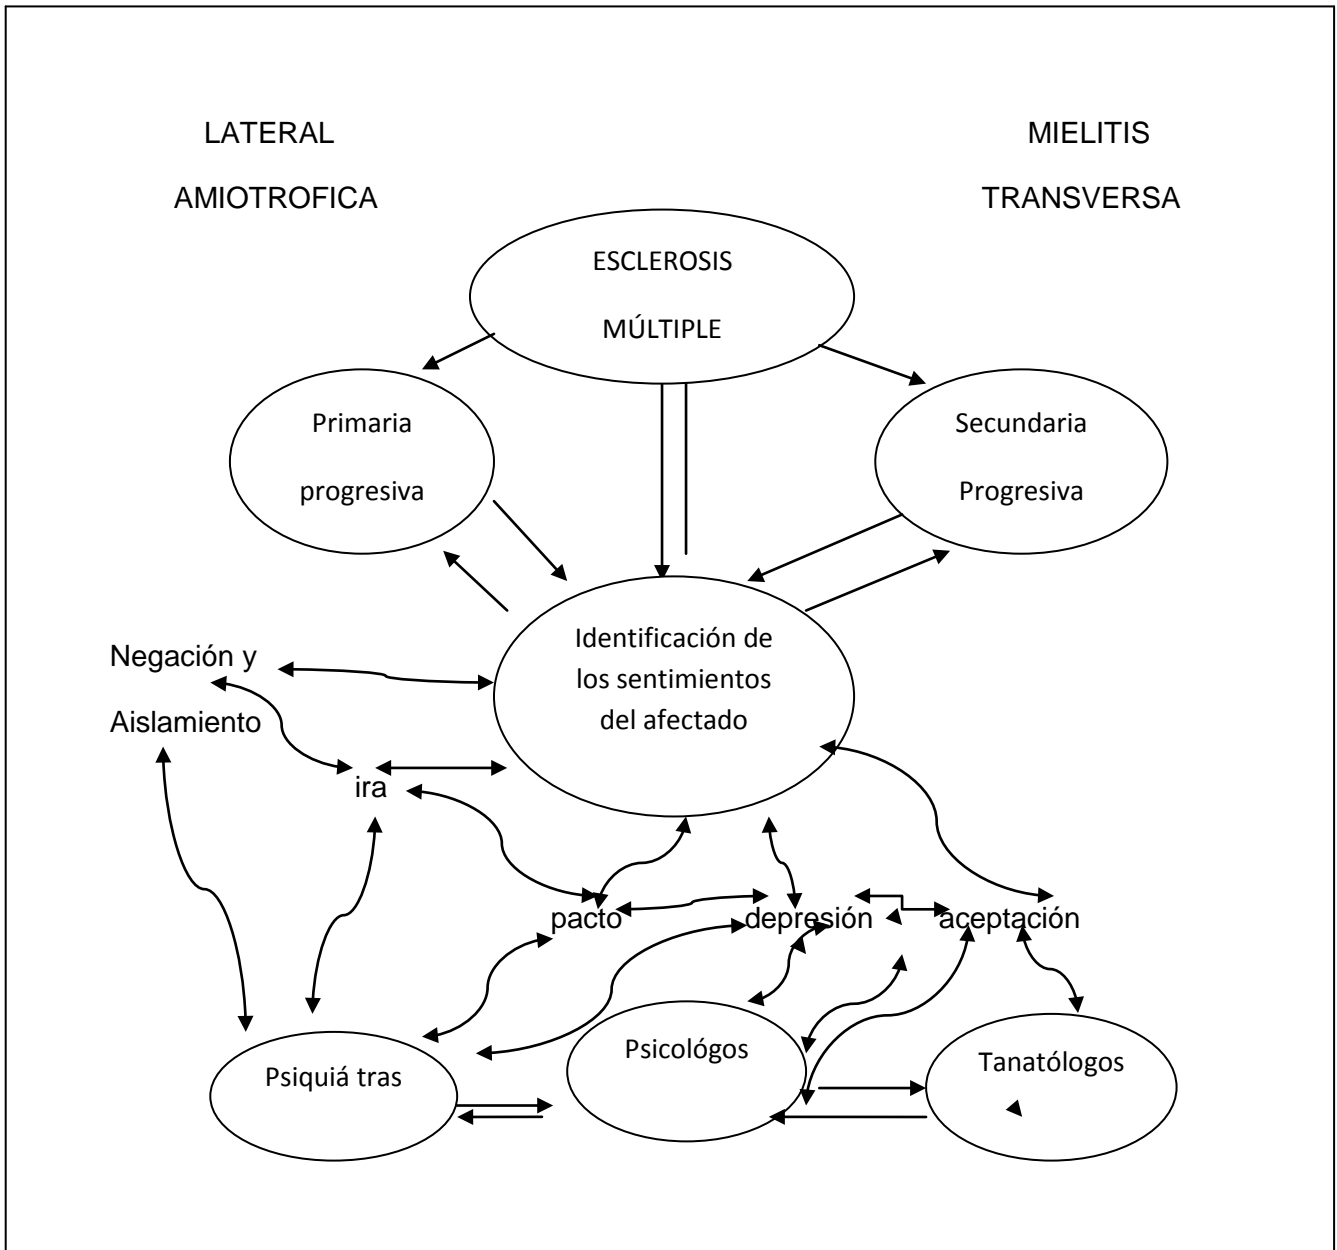 LATERAL
AMIOTROFICA
MIELITIS
TRANSVERSA
ESCLEROSIS
MÚLTIPLE
Primaria
progresiva
Secundaria
Progresiva
Identificación de
los sentimientos
del afectado
Negación y
Aislamiento
ira
pacto
depresión
aceptación
Psiquiá tras
Psicológos
Tanatólogos